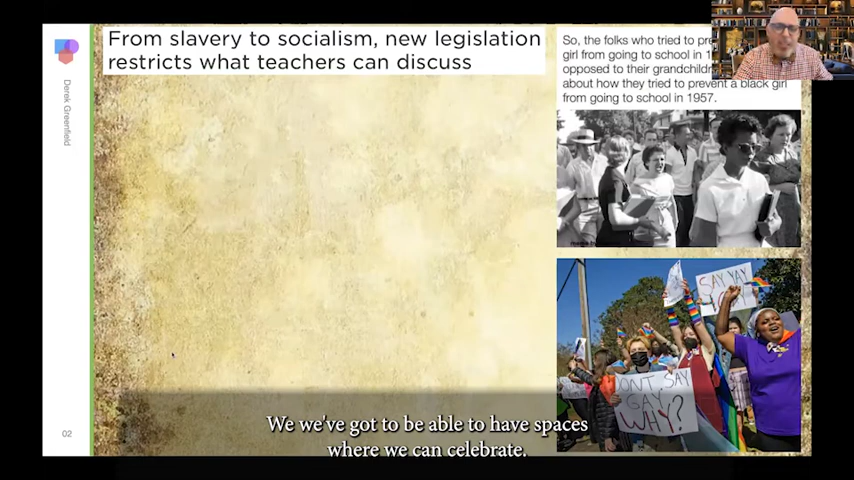 From slavery to socialism, new legislation
restricts what teachers can discuss
So, the folks who tried to
girl from going to school in
opposed to their grandchildr
about how they tried to prevent a black girl
from going to school in 1957.
Derek Greenfield
SAY YAY
DON'T SAY
GAY
WHY?
02
We we've got to be able to have spaces
where we can celebrate.